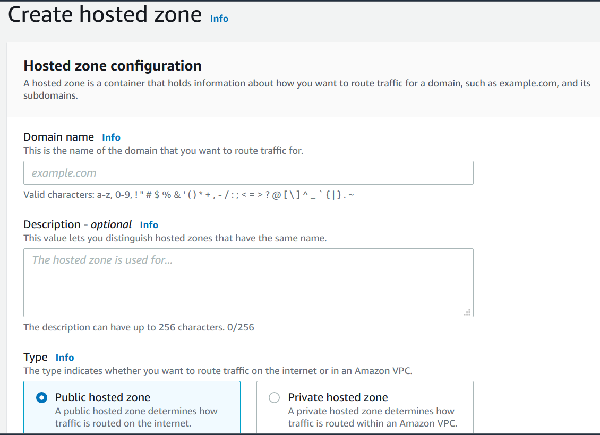 Create hosted zone Info
Hosted zone configuration
A hosted zone is a container that holds information about how you want to route traffic for a domain, such as example.com, and its
subdomains.
Domain name Info
This is the name of the domain that you want to route traffic for.
example.com
Valid characters: a-z, 0-9, ! " # $ % & ' ( ) * + , - / : ; < = > ? @ [ \ ] ^ _ ` { | } . ~
Description - optional Info
This value lets you distinguish hosted zones that have the same name.
The hosted zone is used for...
The description can have up to 256 characters. 0/256
Type Info
The type indicates whether you want to route traffic on the internet or in an Amazon VPC.
Public hosted zone
A public hosted zone determines how
traffic is routed on the internet.
Private hosted zone
A private hosted zone determines how
traffic is routed within an Amazon VPC.